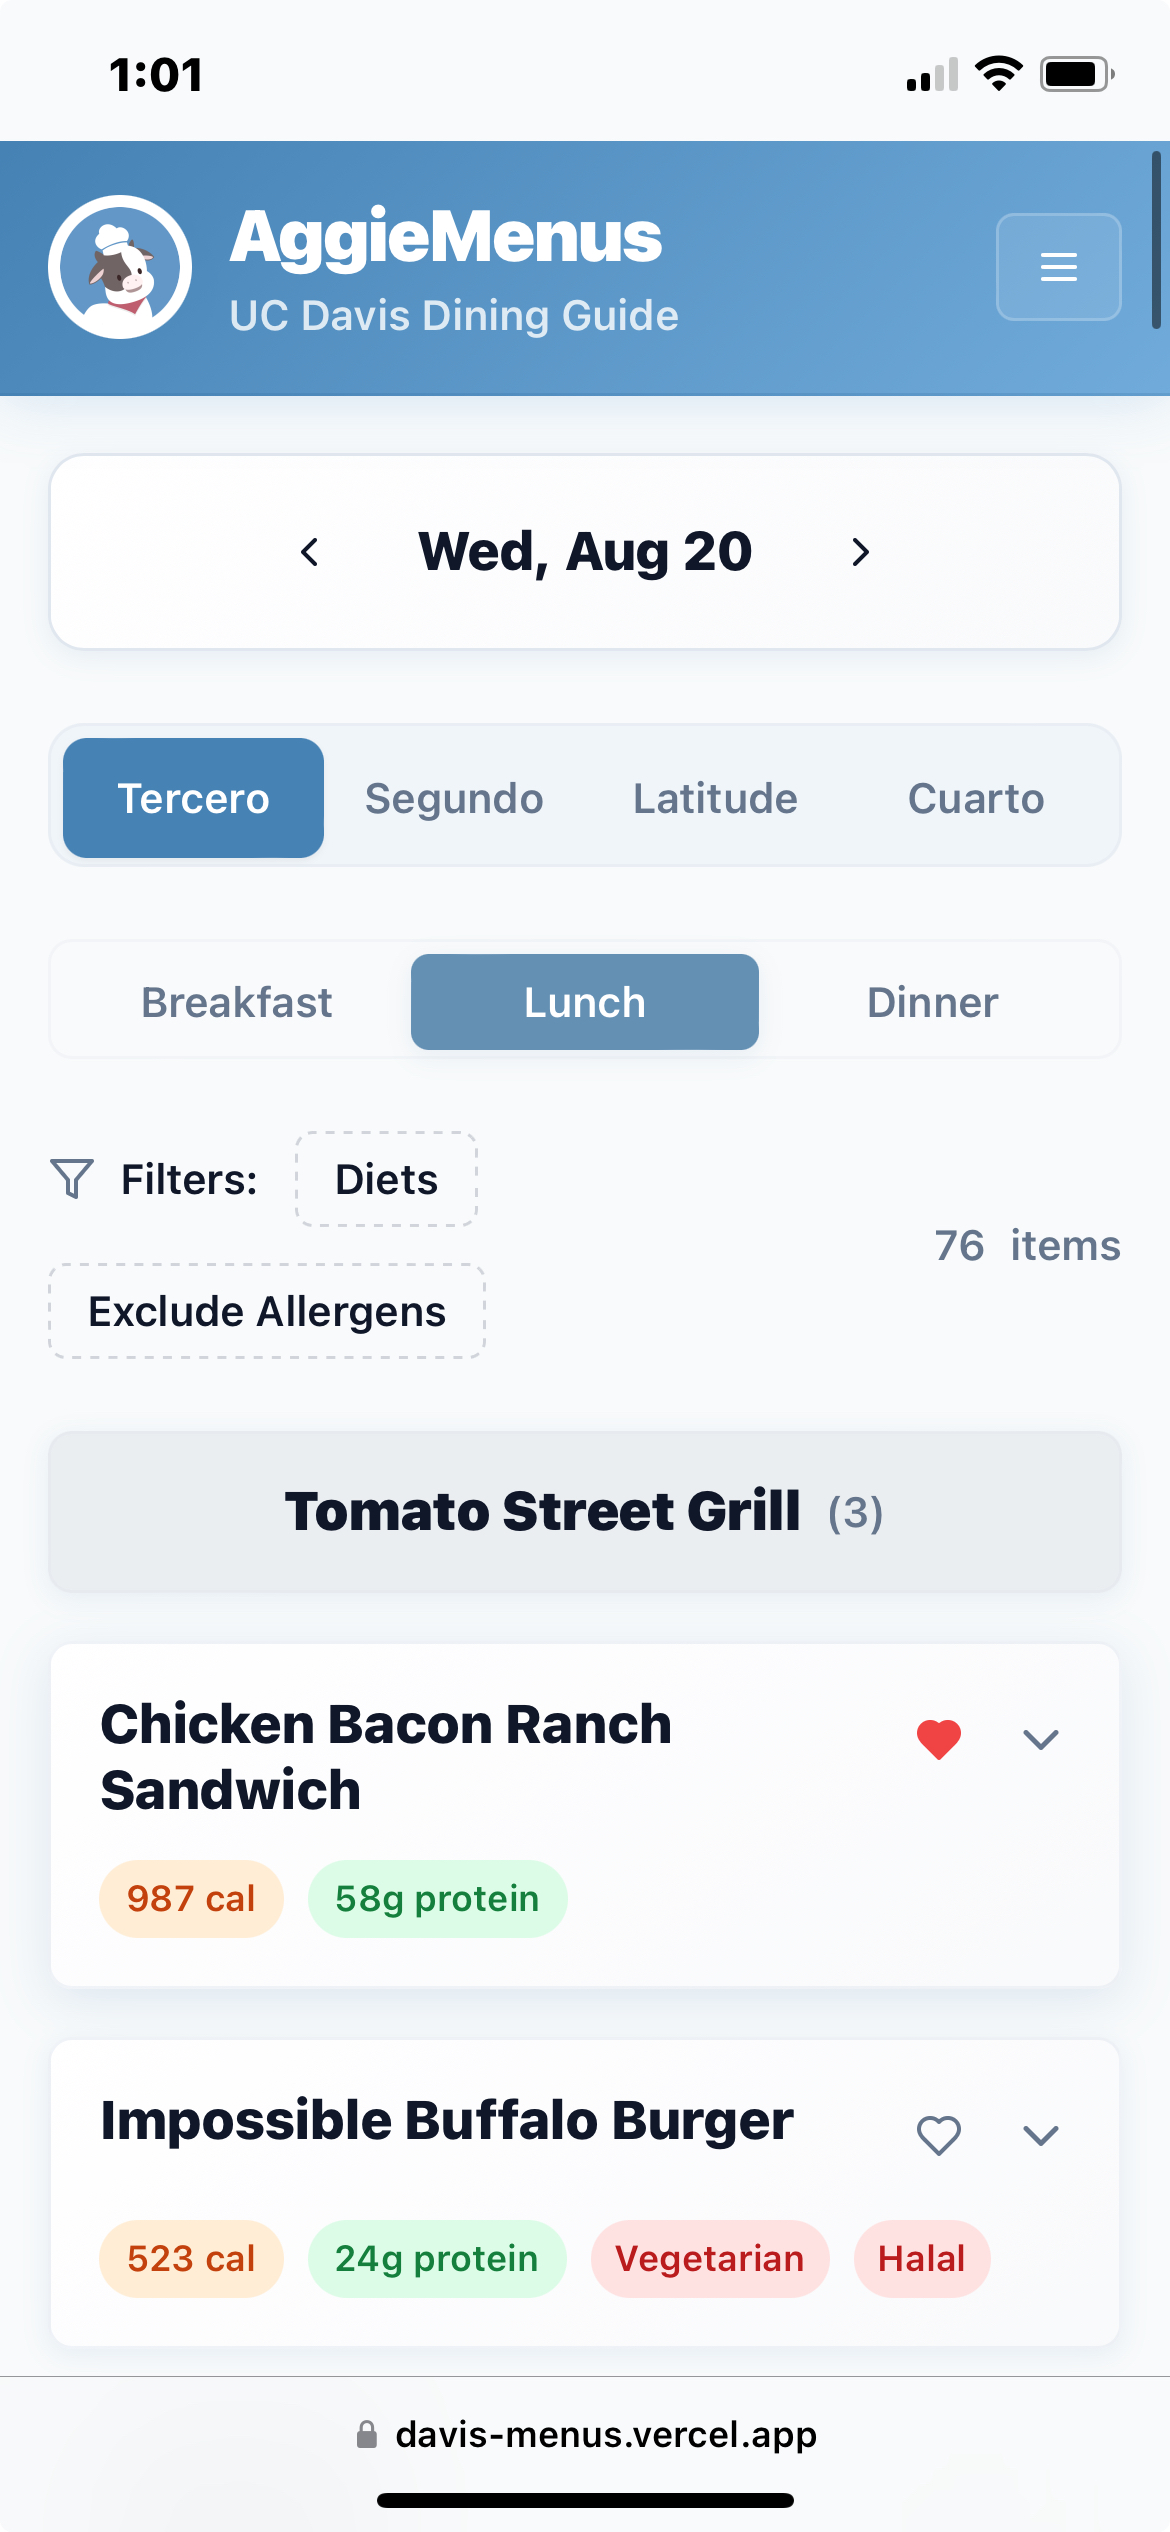 1:01
AggieMenus
UC Davis Dining Guide
Wed, Aug 20
Tercero Segundo Latitude Cuarto
Breakfast Lunch Dinner
Filters: Diets
76 items
Exclude Allergens
Tomato Street Grill (3)
Chicken Bacon Ranch
Sandwich
987 cal 58g protein
Impossible Buffalo Burger
523 cal 24g protein Vegetarian Halal
davis-menus.vercel.app